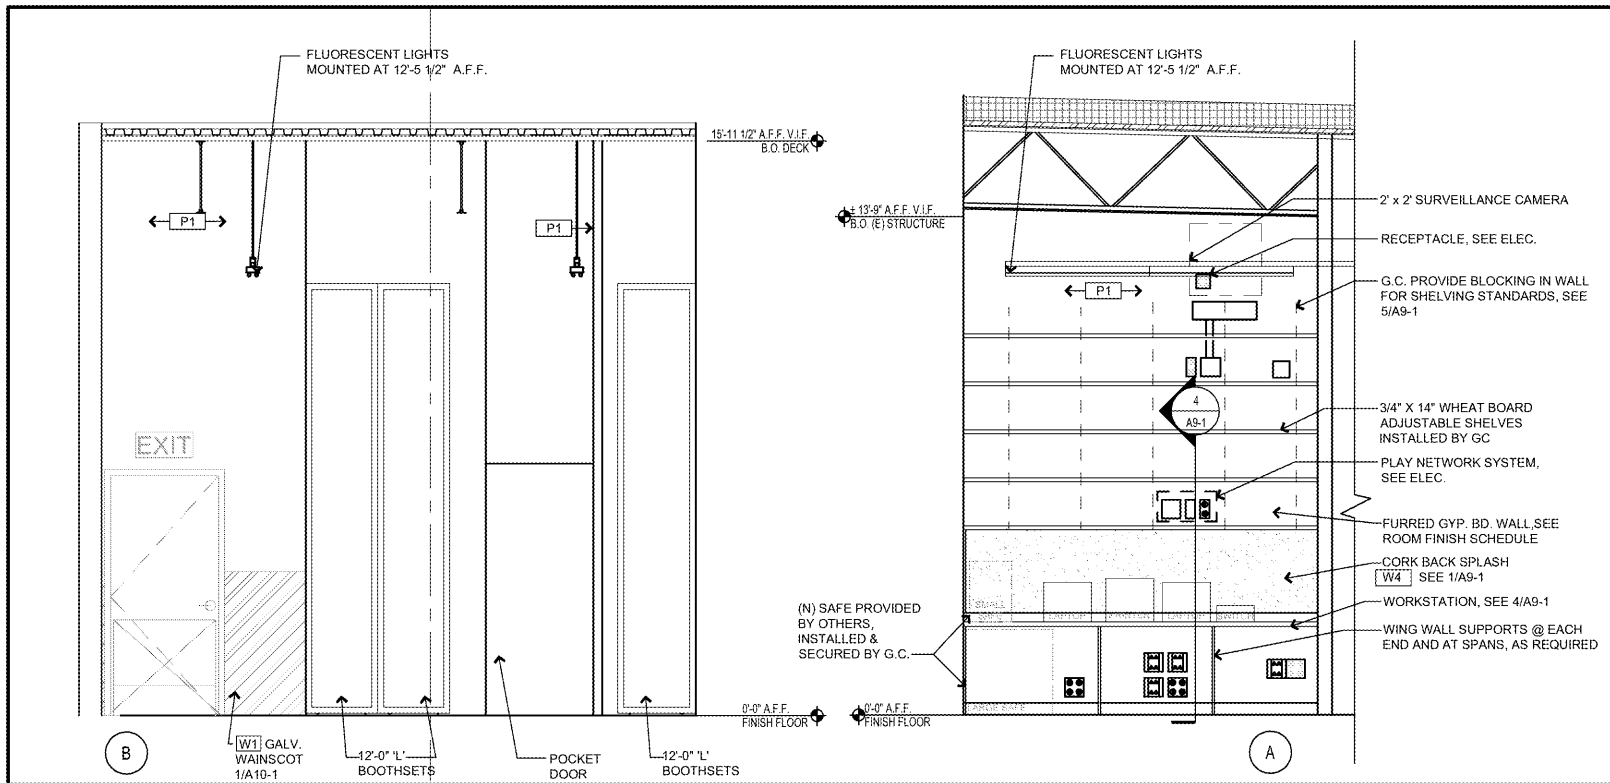 FLUORESCENT LIGHTS
MOUNTED AT 12'-5 1/2" A.F.F.
15'-11 1/2" A.F.F. V.I.F.
B.O. DECK
P1
P1
EXIT
0'-0" A.F.F.
FINISH FLOOR
B
W1 GALV.
WAINSCOT
1/A10-1
12'-0" 'L'
BOOTHSETS
POCKET
DOOR
12'-0" 'L'
BOOTHSETS
FLUORESCENT LIGHTS
MOUNTED AT 12'-5 1/2" A.F.F.
± 13'-9" A.F.F. V.I.F.
B.O. (E) STRUCTURE
2' x 2' SURVEILLANCE CAMERA
RECEPTACLE, SEE ELEC.
P1
G.C. PROVIDE BLOCKING IN WALL
FOR SHELVING STANDARDS, SEE
5/A9-1
4
A9-1
3/4" X 14" WHEAT BOARD
ADJUSTABLE SHELVES
INSTALLED BY GC
PLAY NETWORK SYSTEM,
SEE ELEC.
FURRED GYP. BD. WALL,SEE
ROOM FINISH SCHEDULE
CORK BACK SPLASH
W4 SEE 1/A9-1
WORKSTATION, SEE 4/A9-1
WING WALL SUPPORTS @ EACH
END AND AT SPANS, AS REQUIRED
(N) SAFE PROVIDED
BY OTHERS,
INSTALLED &
SECURED BY G.C.
SMALL
LARGE SAFE
0'-0" A.F.F.
FINISH FLOOR
A